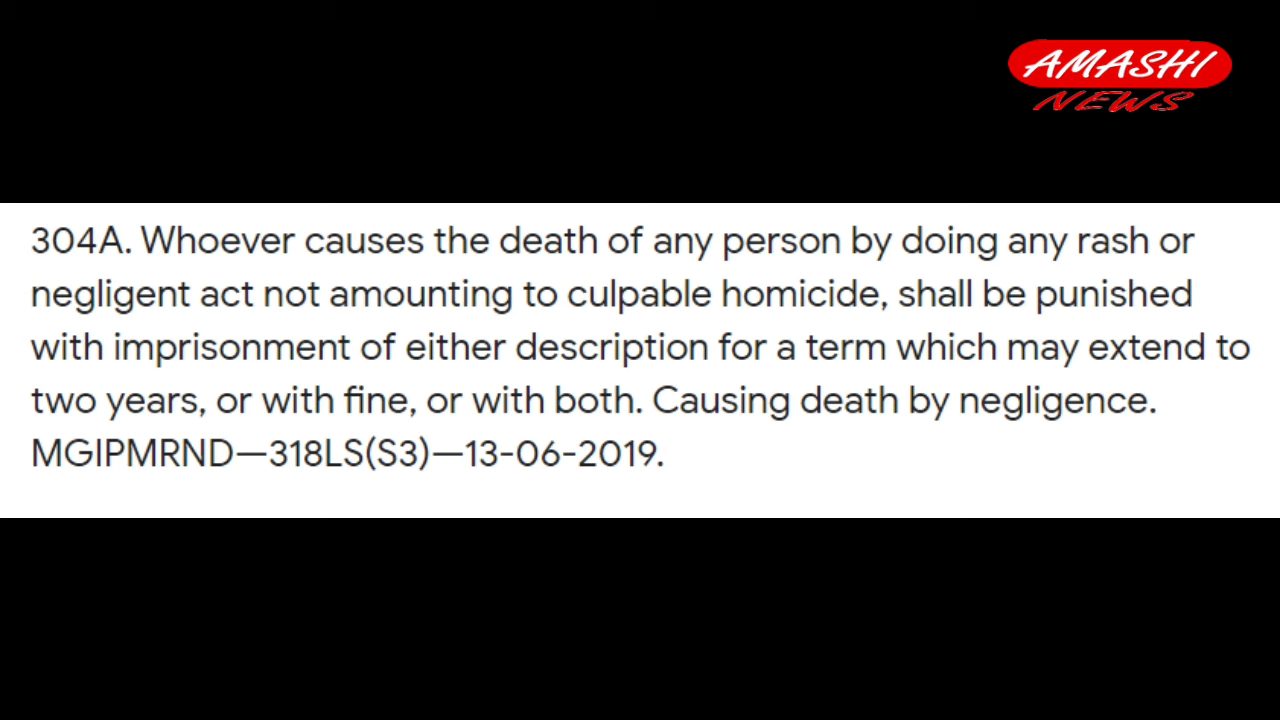 AMASHI
NEWS
304A. Whoever causes the death of any person by doing any rash or
negligent act not amounting to culpable homicide, shall be punished
with imprisonment of either description for a term which may extend to
two years, or with fine, or with both. Causing death by negligence.
MGIPMRND—318LS(S3)—13-06-2019.